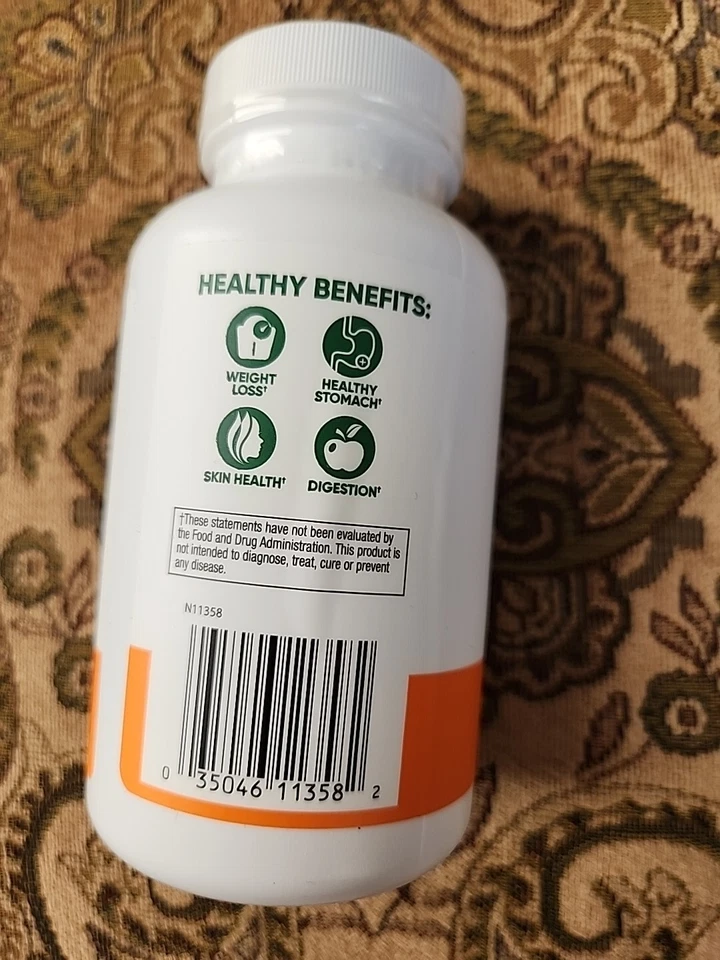 HEALTHY BENEFITS:
WEIGHT
LOSS†
HEALTHY
STOMACH†
SKIN HEALTH†
DIGESTION†
†These statements have not been evaluated by
the Food and Drug Administration. This product is
not intended to diagnose, treat, cure or prevent
any disease.
N11358
0 35046 11358 2